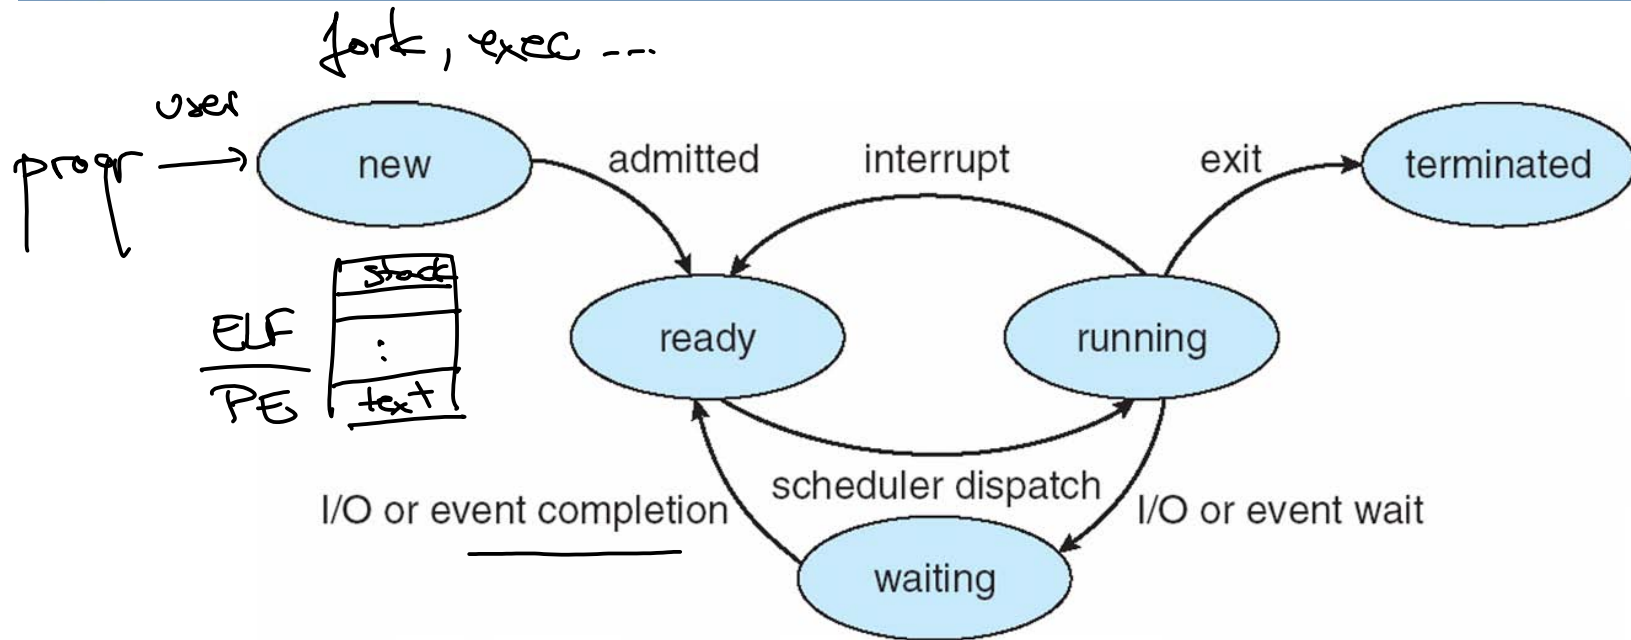 fork, exec ...
user
progr
new
admitted
interrupt
exit
terminated
stack
ELF
PE
:
text
ready
running
scheduler dispatch
I/O or event completion
I/O or event wait
waiting